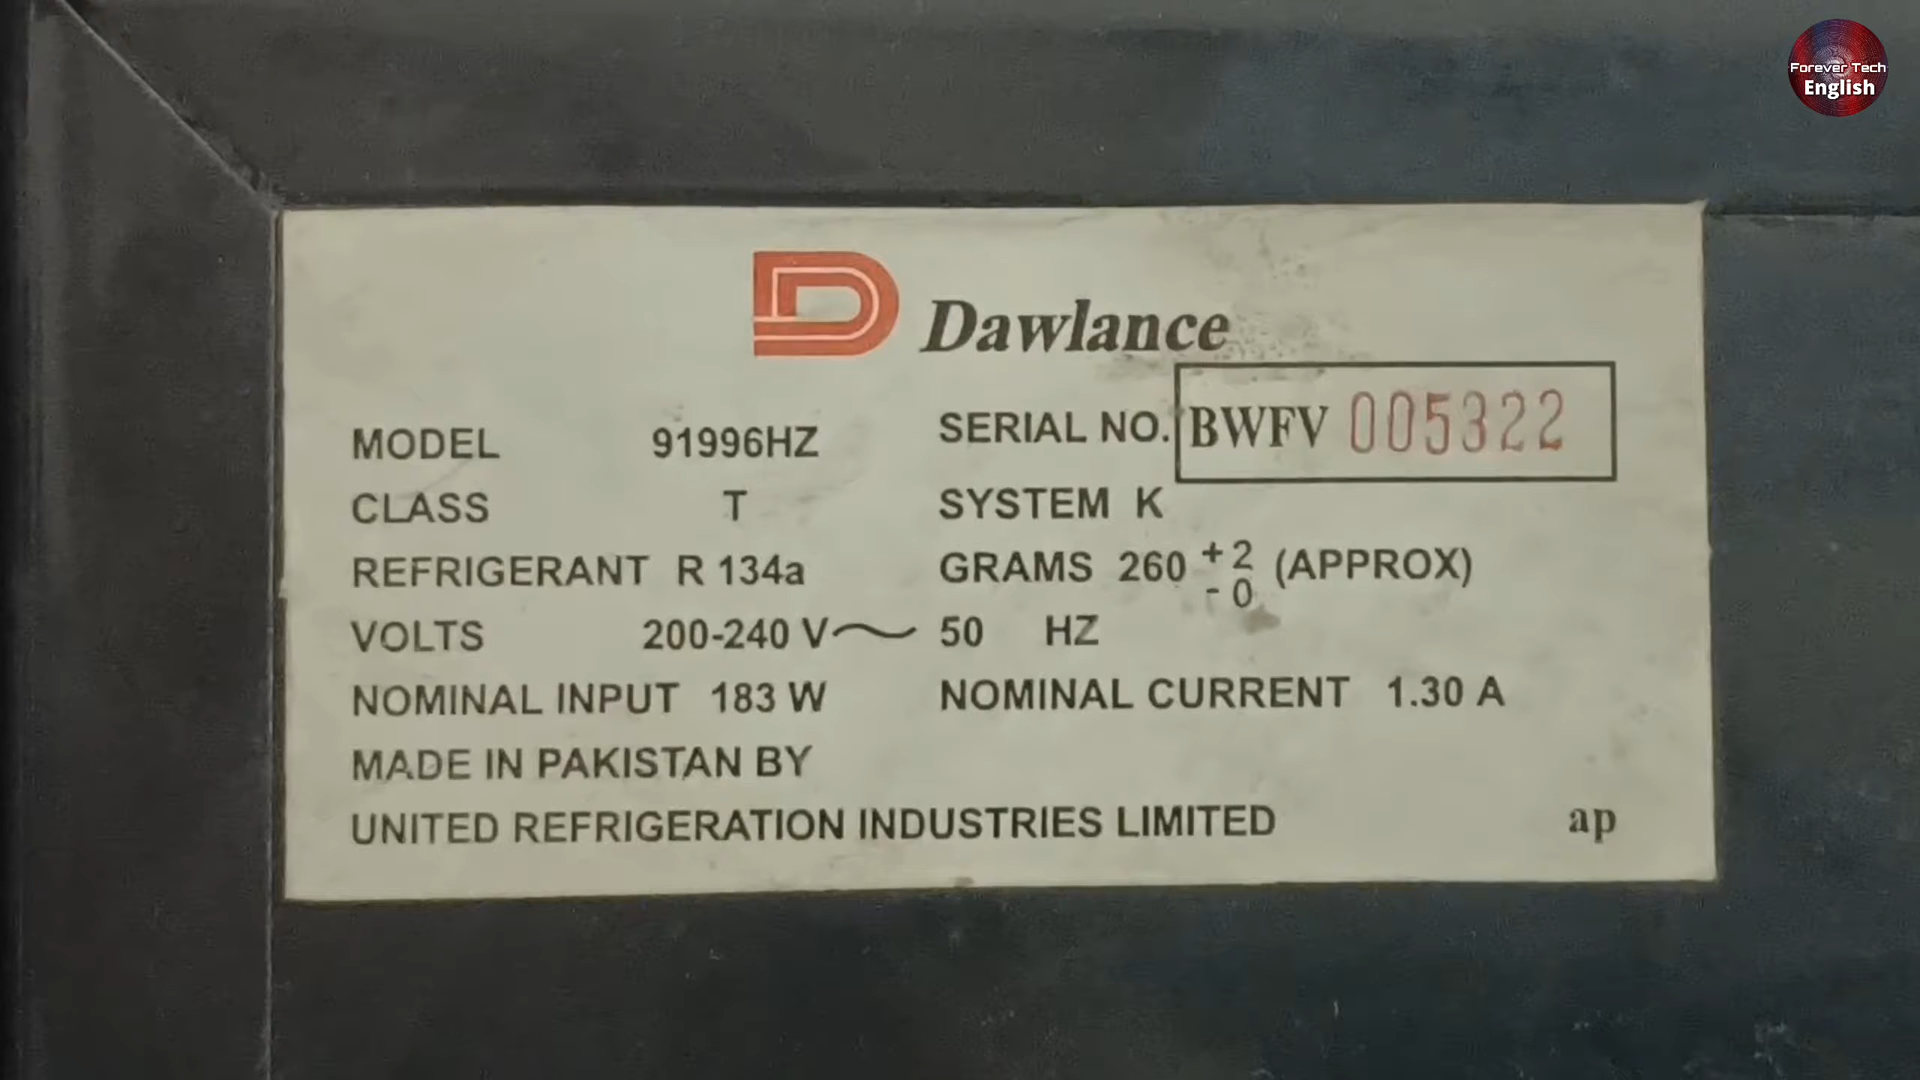 Forever Tech
English
Dawlance
MODEL 91996HZ SERIAL NO. BWFV 005322
CLASS T SYSTEM K
REFRIGERANT R 134a GRAMS 260 +2 -0 (APPROX)
VOLTS 200-240 V~ 50 HZ
NOMINAL INPUT 183 W NOMINAL CURRENT 1.30 A
MADE IN PAKISTAN BY
UNITED REFRIGERATION INDUSTRIES LIMITED ap